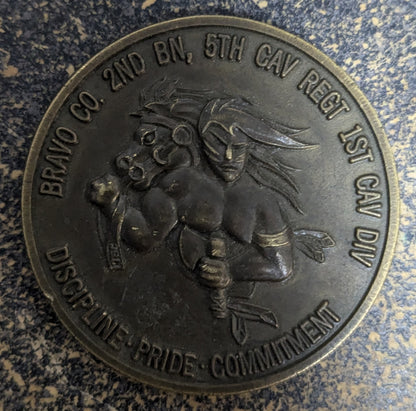 BRAVO CO. 2ND BN, 5TH CAV REGT 1ST CAV DIV
DISCIPLINE · PRIDE · COMMITMENT